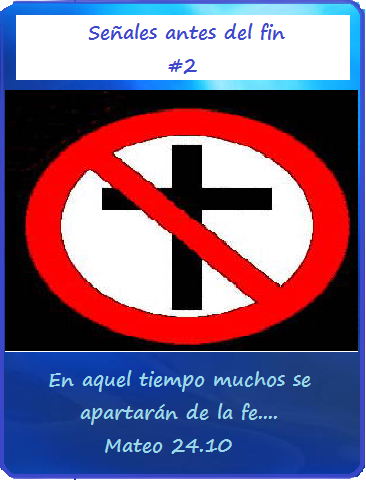 Señales antes del fin
#2
En aquel tiempo muchos se
apartarán de la fe....
Mateo 24.10